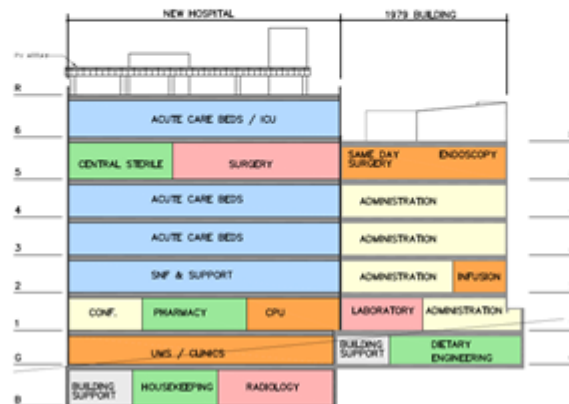 NEW HOSPITAL
1979 BUILDING
R
ACUTE CARE BEDS / ICU
6
CENTRAL STERILE
SURGERY
SAME DAY
SURGERY
ENDOSCOPY
5
ACUTE CARE BEDS
ADMINISTRATION
4
ACUTE CARE BEDS
ADMINISTRATION
3
SNF & SUPPORT
ADMINISTRATION
INFUSION
2
CONF.
PHARMACY
CPU
LABORATORY
ADMINISTRATION
1
CLINICS
BUILDING
SUPPORT
DIETARY
ENGINEERING
G
BUILDING
SUPPORT
HOUSEKEEPING
RADIOLOGY
B